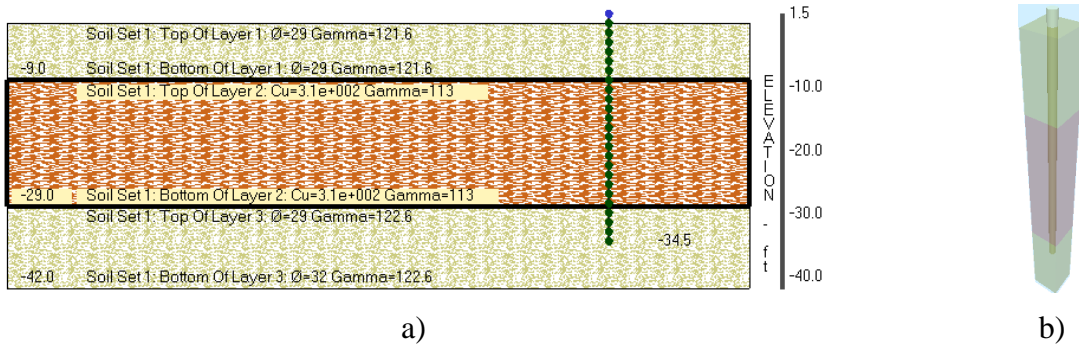 Soil Set 1: Top Of Layer 1: Ø=29 Gamma=121.6
-9.0 Soil Set 1: Bottom Of Layer 1: Ø=29 Gamma=121.6
Soil Set 1: Top Of Layer 2: Cu=3.1e+002 Gamma=113
-29.0 Soil Set 1: Bottom Of Layer 2: Cu=3.1e+002 Gamma=113
Soil Set 1: Top Of Layer 3: Ø=29 Gamma=122.6
-34.5
-42.0 Soil Set 1: Bottom Of Layer 3: Ø=32 Gamma=122.6
ELEVATION - ft
1.5
-10.0
-20.0
-30.0
-40.0
a)
b)